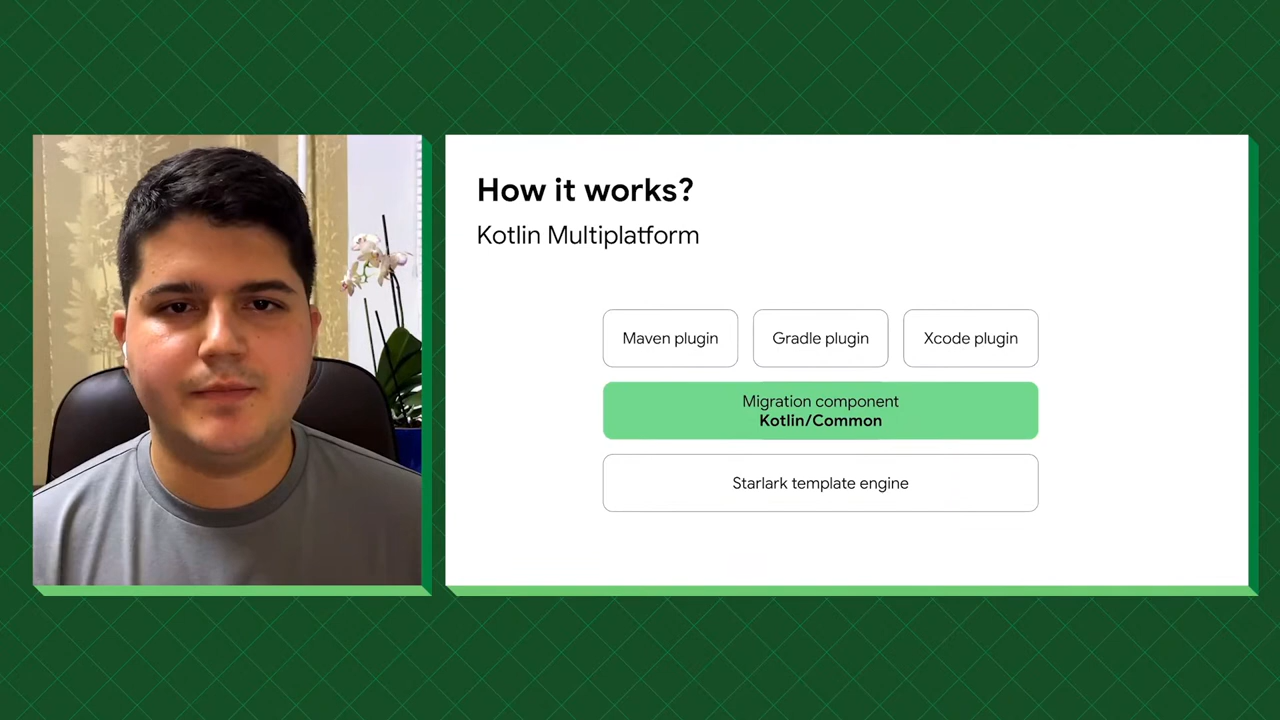 How it works?
Kotlin Multiplatform
Maven plugin
Gradle plugin
Xcode plugin
Migration component
Kotlin/Common
Starlark template engine